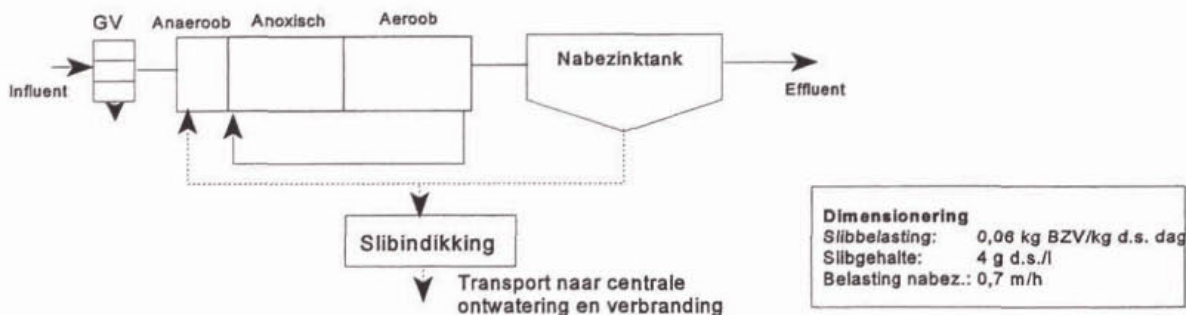 GV
Anaeroob
Anoxisch
Aeroob
Influent
Nabezinktank
Effluent
Slibindikking
Transport naar centrale
ontwatering en verbranding
Dimensionering
Slibbelasting: 0,06 kg BZV/kg d.s. dag
Slibgehalte: 4 g d.s./l
Belasting nabez.: 0,7 m/h